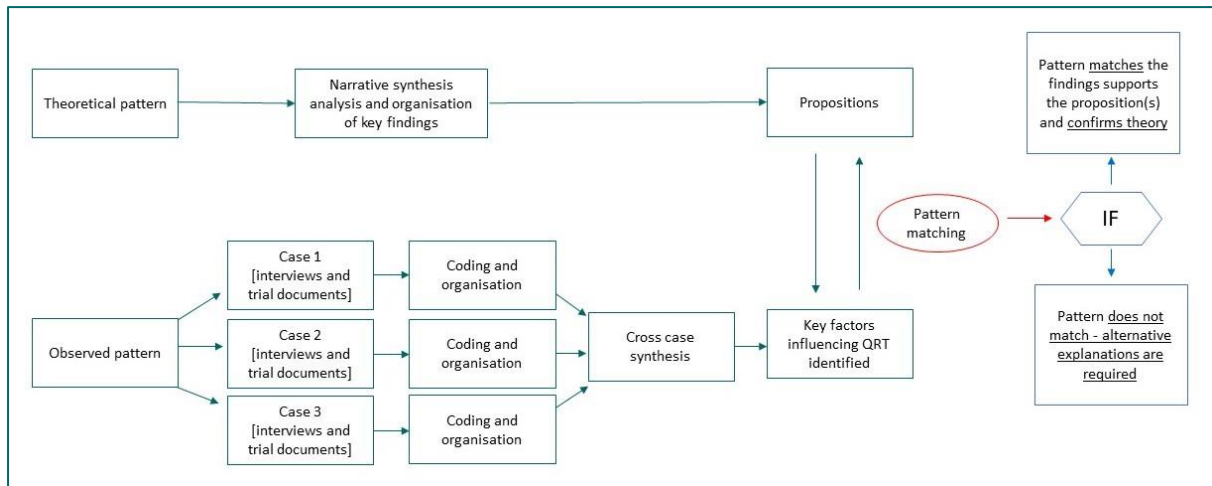 Theoretical pattern
Narrative synthesis
analysis and organisation
of key findings
Propositions
Pattern matches the
findings supports
the proposition(s)
and confirms theory
Pattern
matching
IF
Pattern does not
match - alternative
explanations are
required
Observed pattern
Case 1
[interviews and
trial documents]
Coding and
organisation
Case 2
[interviews and
trial documents]
Coding and
organisation
Case 3
[interviews and
trial documents]
Coding and
organisation
Cross case
synthesis
Key factors
influencing QRT
identified